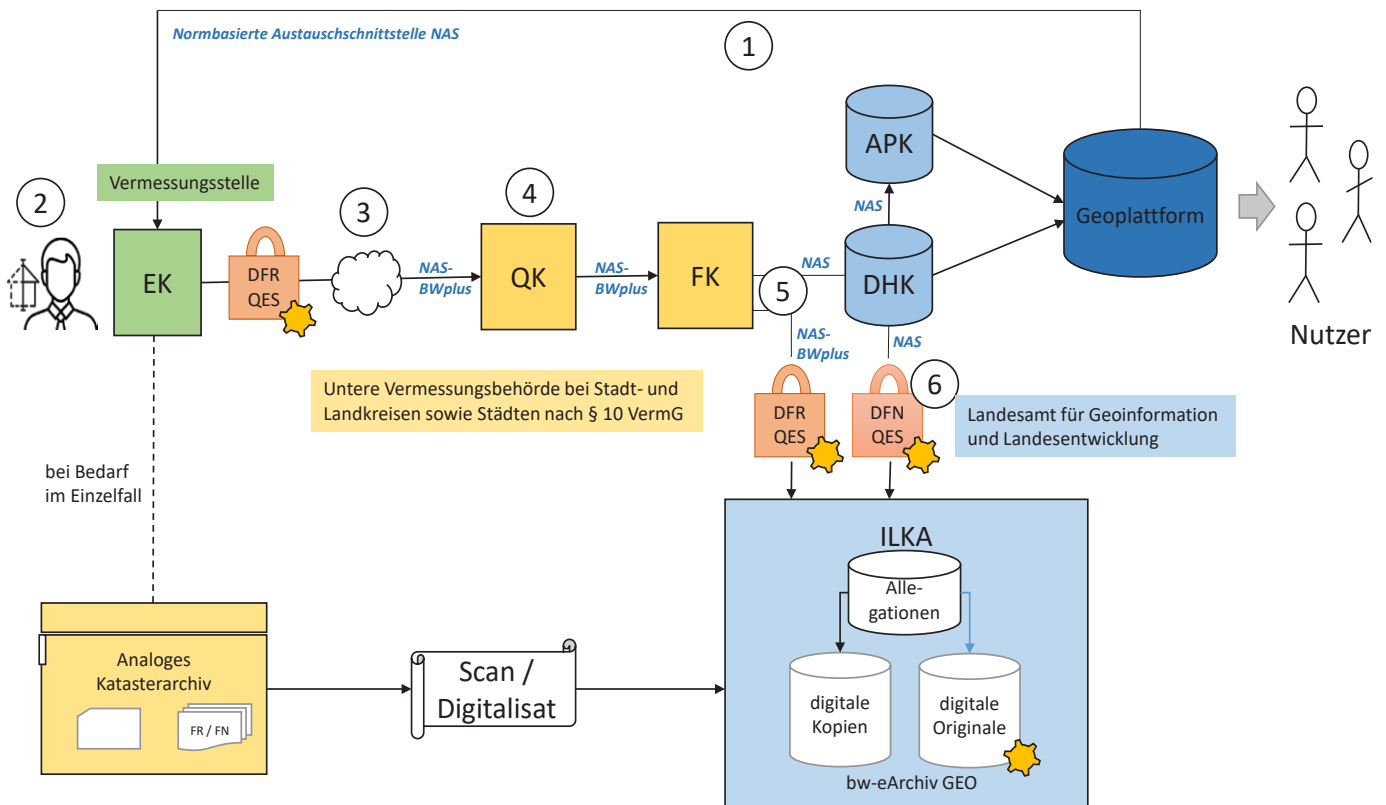 Normbasierte Austauschschnittstelle NAS
1
APK
Geoplattform
Vermessungsstelle
2
3
4
NAS
EK
DFR
QES
NAS-
BWplus
QK
NAS-
BWplus
FK
NAS
5
DHK
Nutzer
NAS-
BWplus
NAS
Untere Vermessungsbehörde bei Stadt- und
Landkreisen sowie Städten nach § 10 VermG
DFR
QES
DFN
QES
6
Landesamt für Geoinformation
und Landesentwicklung
bei Bedarf
im Einzelfall
ILKA
Alle-
gationen
Analoges
Katasterarchiv
FR / FN
Scan /
Digitalisat
digitale
Kopien
digitale
Originale
bw-eArchiv GEO